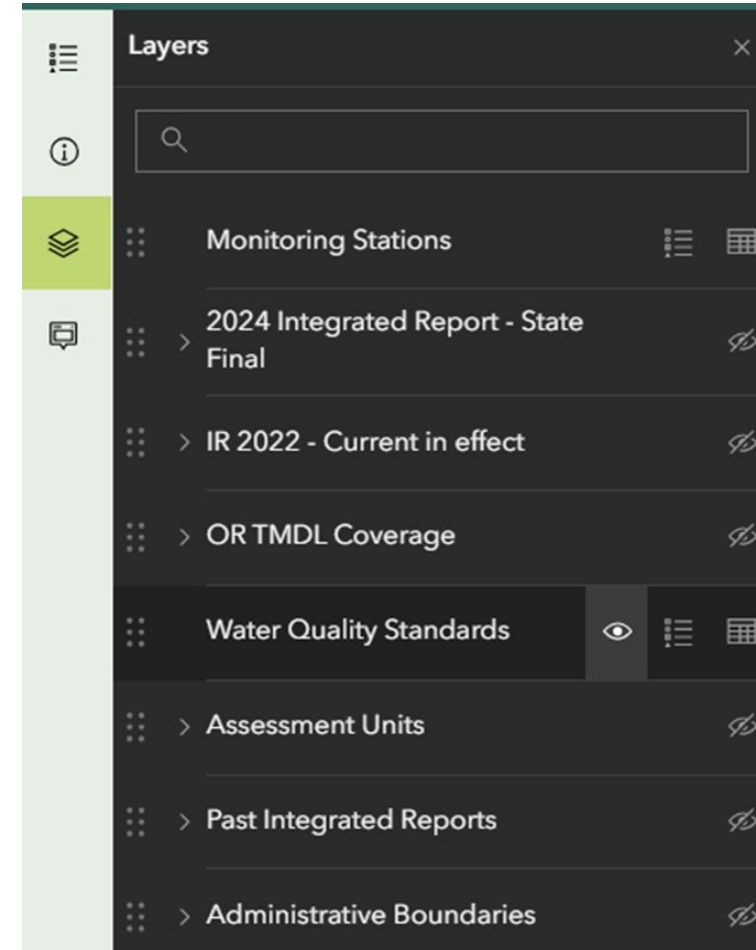 Layers
Monitoring Stations
2024 Integrated Report - State
Final
IR 2022 - Current in effect
OR TMDL Coverage
Water Quality Standards
Assessment Units
Past Integrated Reports
Administrative Boundaries